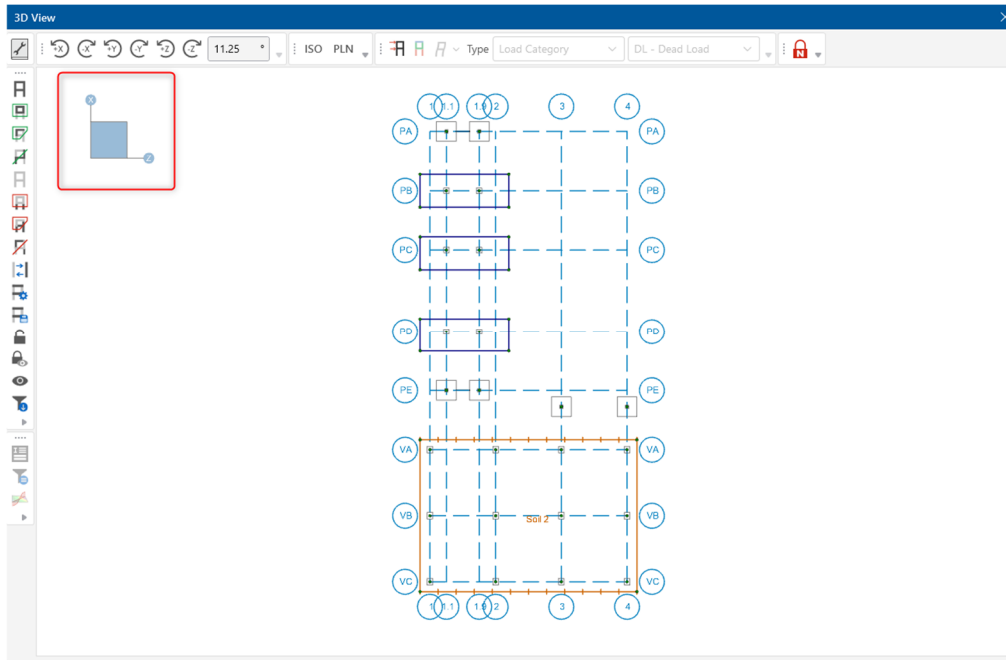 3D View
+X -X +Y -Y +Z -Z 11.25 ° ISO PLN Type Load Category DL - Dead Load N
X
Z
1 1.1 1.9 2 3 4
PA PA
PB PB
PC PC
PD PD
PE PE
VA VA
VB Soil 2 VB
VC VC
1 1.1 1.9 2 3 4